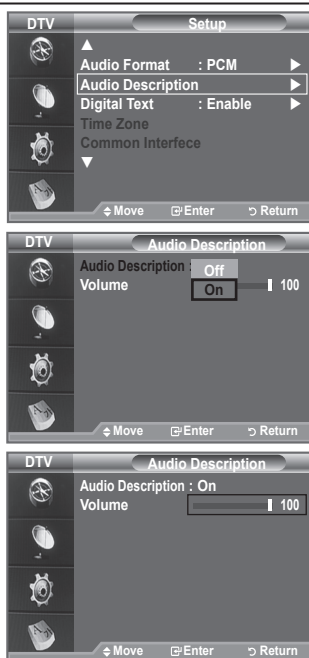 DTV Setup
▲
Audio Format : PCM ▶
Audio Description ▶
Digital Text : Enable ▶
Time Zone
Common Interfece
▼
Move Enter Return
DTV Audio Description
Audio Description : Off
Volume On 100
Move Enter Return
DTV Audio Description
Audio Description : On
Volume 100
Move Enter Return